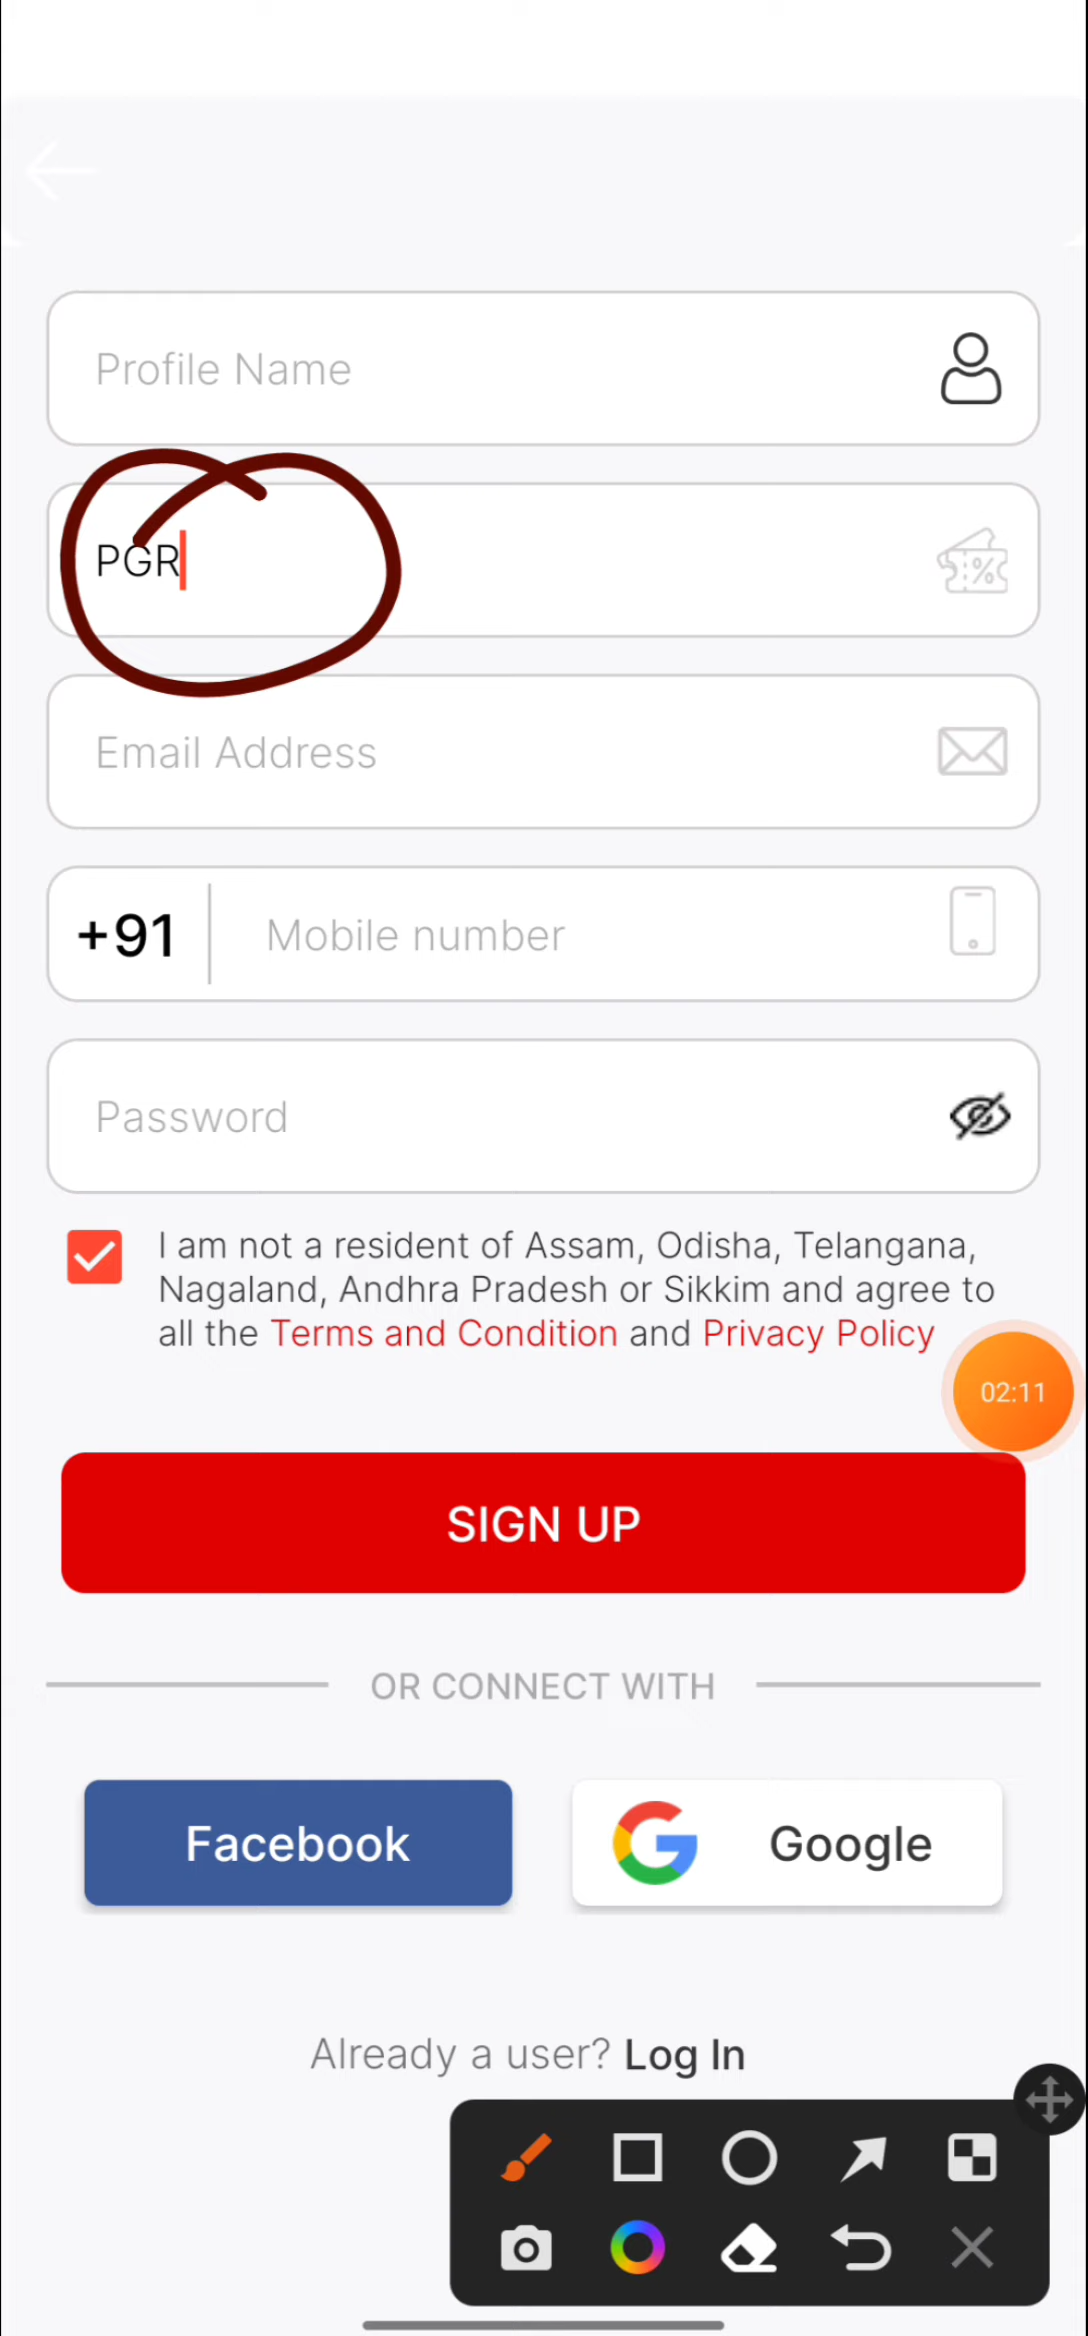 Profile Name
PGR
Email Address
+91 Mobile number
Password
I am not a resident of Assam, Odisha, Telangana,
Nagaland, Andhra Pradesh or Sikkim and agree to
all the Terms and Condition and Privacy Policy
02:11
SIGN UP
OR CONNECT WITH
Facebook
Google
Already a user? Log In